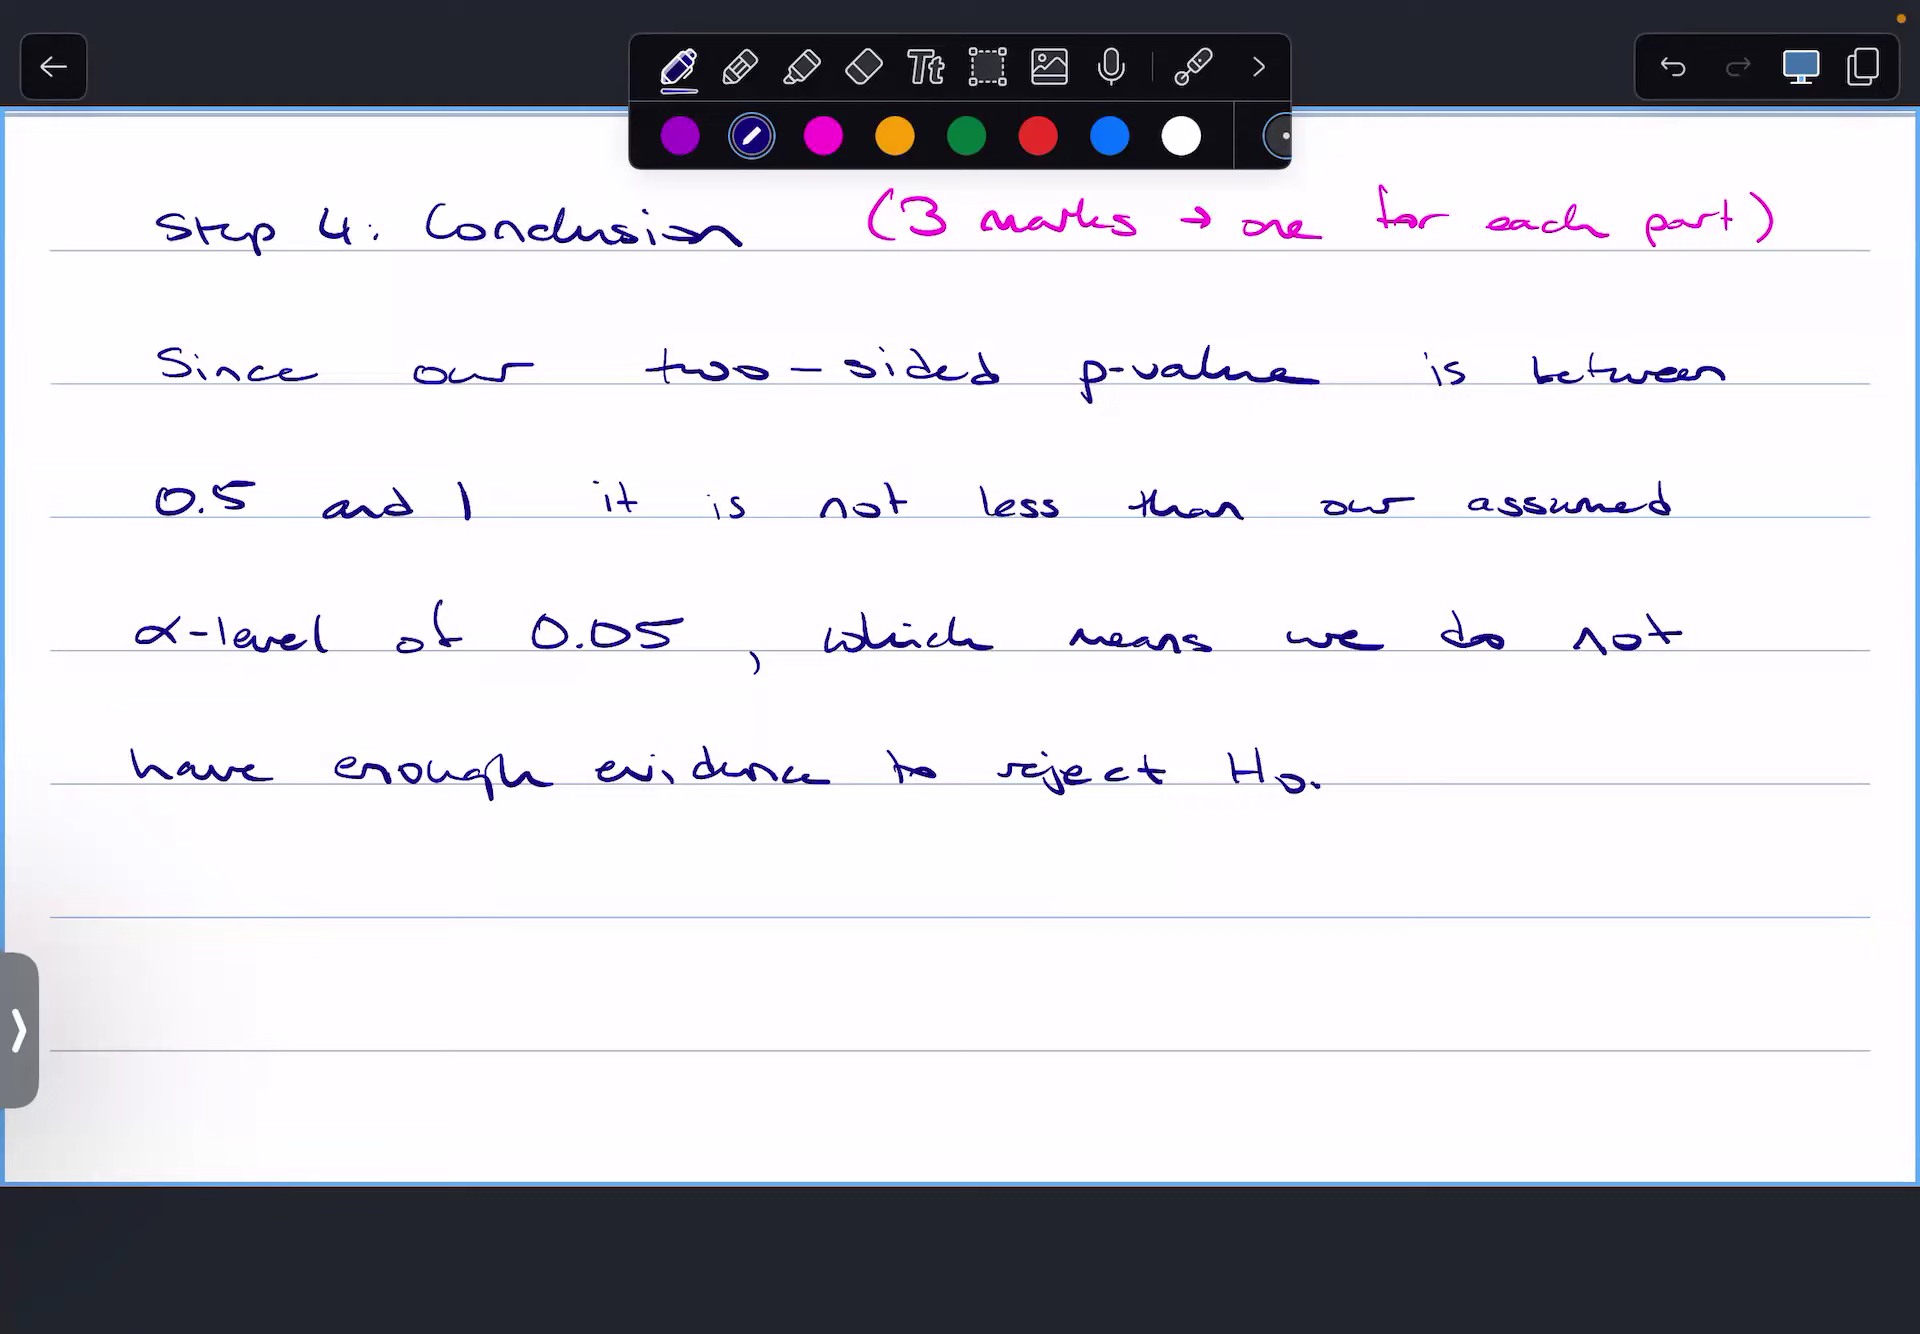 Tt
Step 4: Conclusion (3 marks → one for each part)
Since our two-sided p-value is between
0.5 and 1 it is not less than our assumed
α-level of 0.05, which means we do not
have enough evidence to reject H₀.